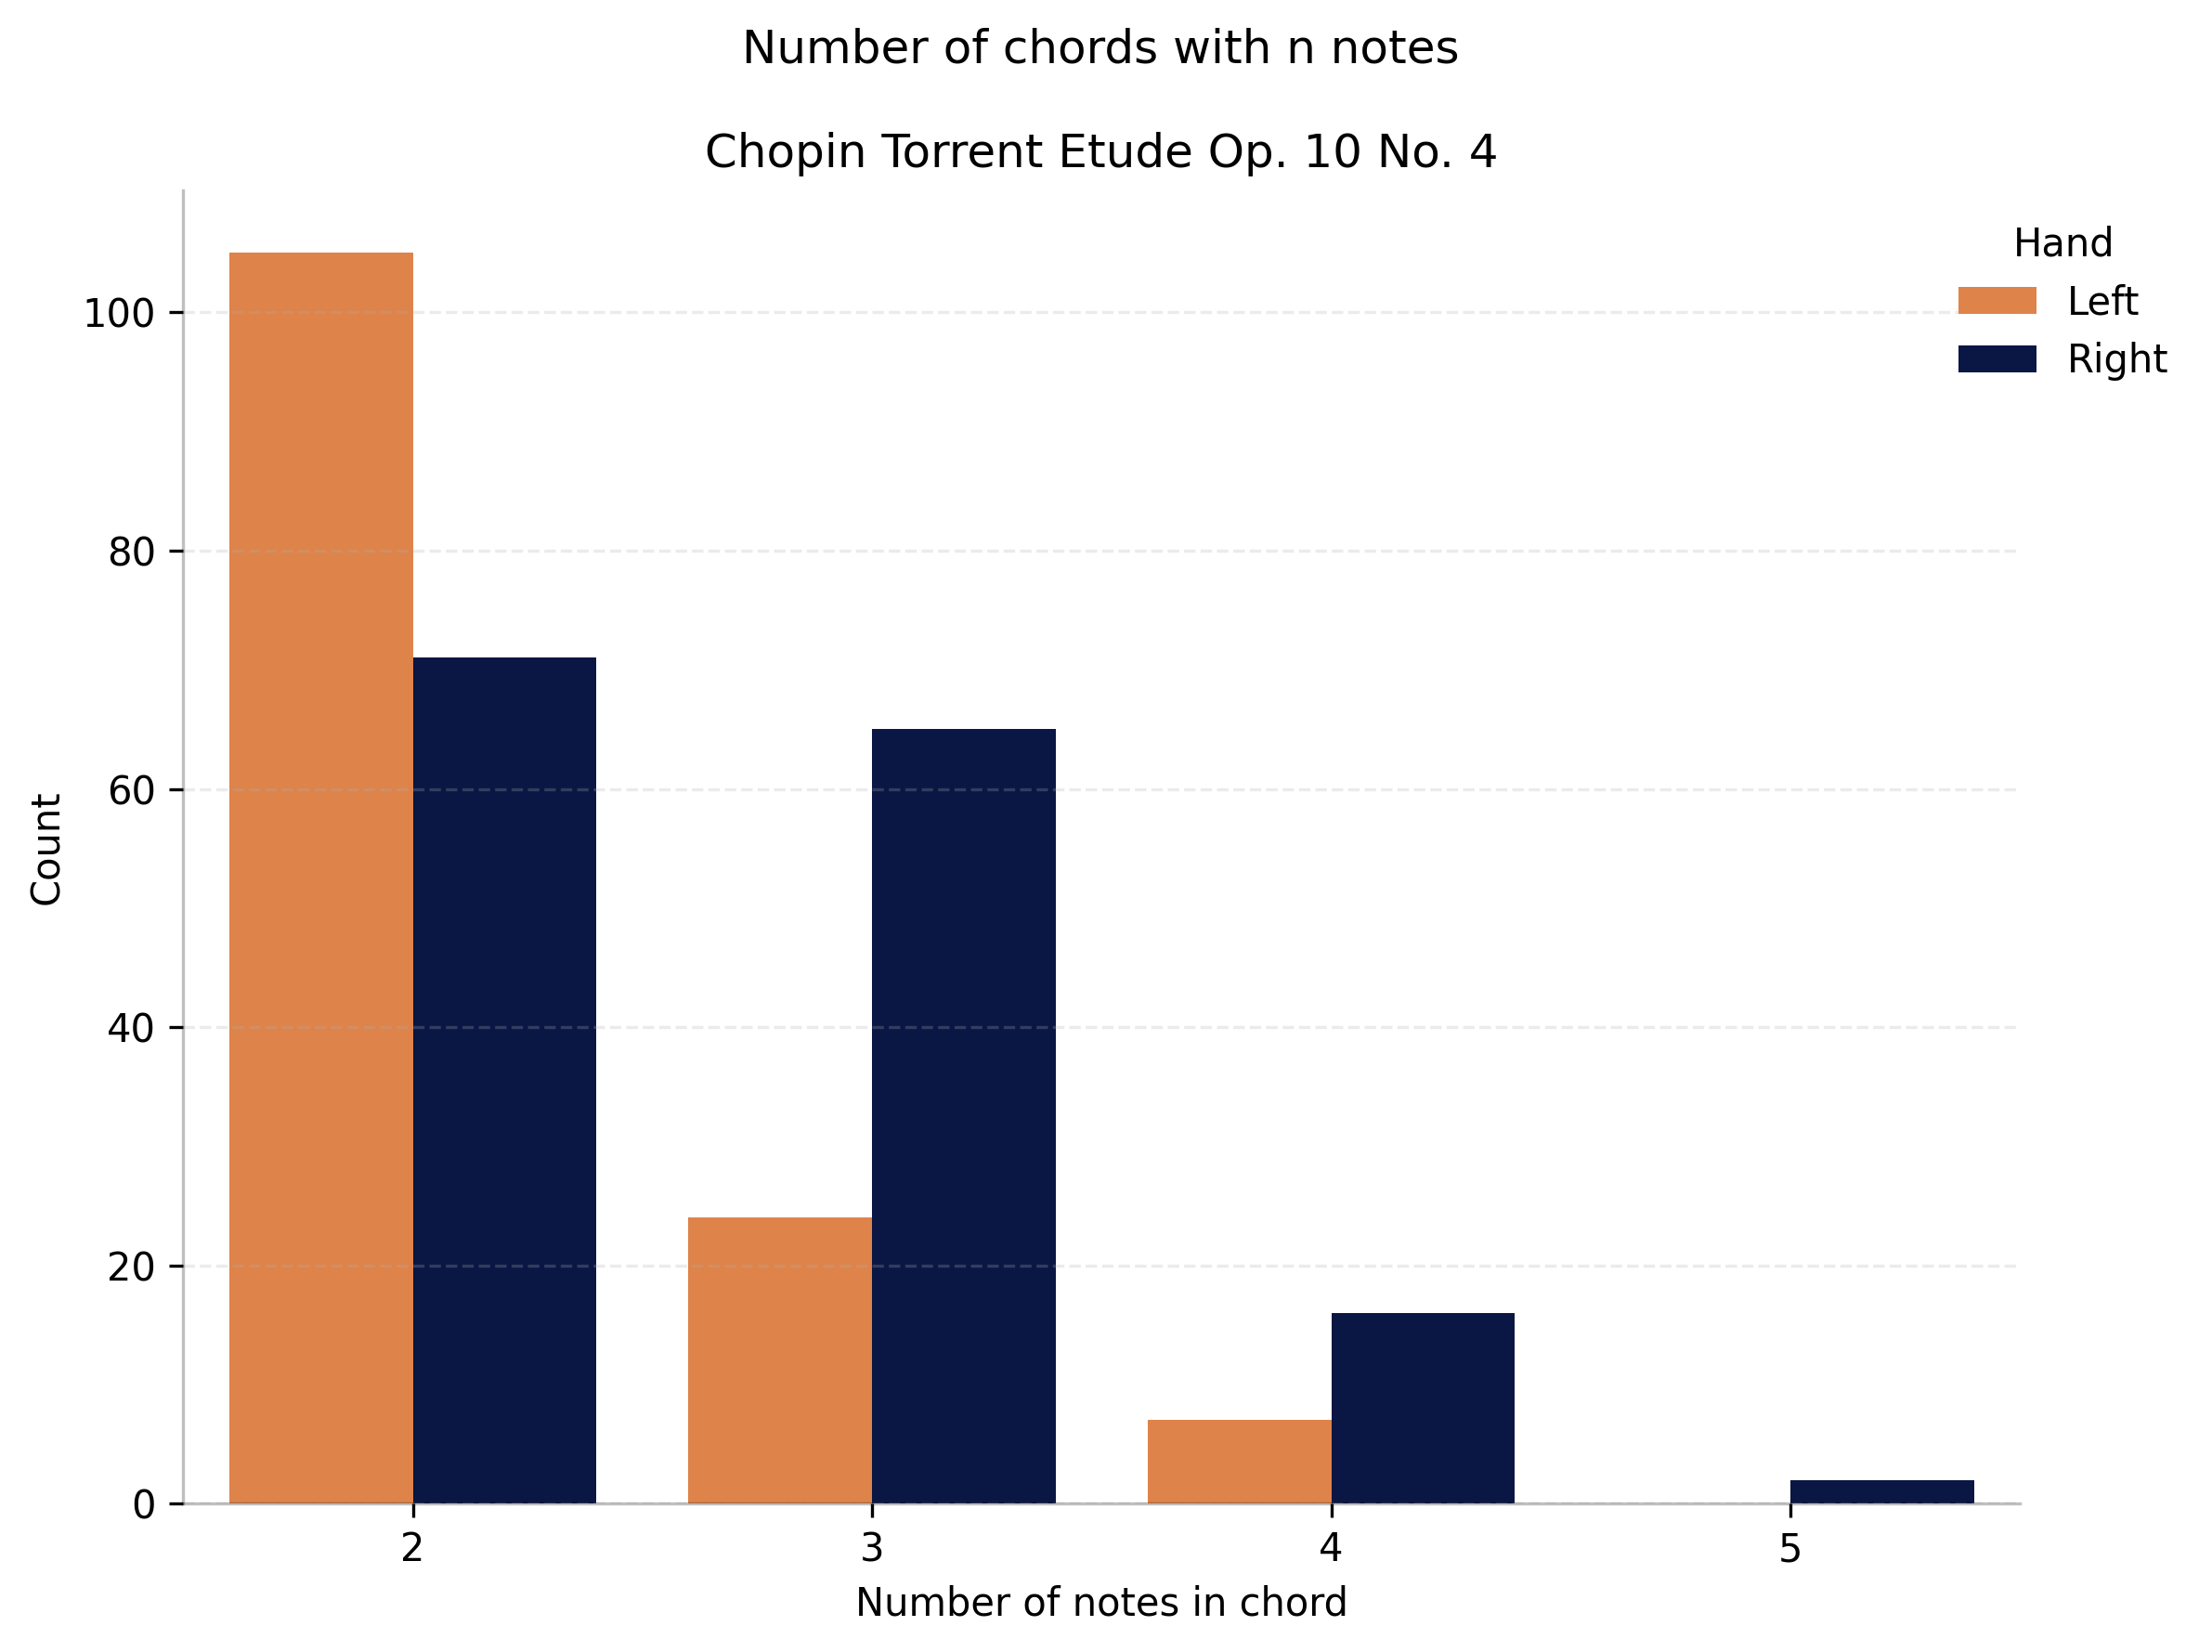 Number of chords with n notes
Chopin Torrent Etude Op. 10 No. 4
Hand
Left
Right
100
80
60
40
20
0
Count
2 3 4 5
Number of notes in chord